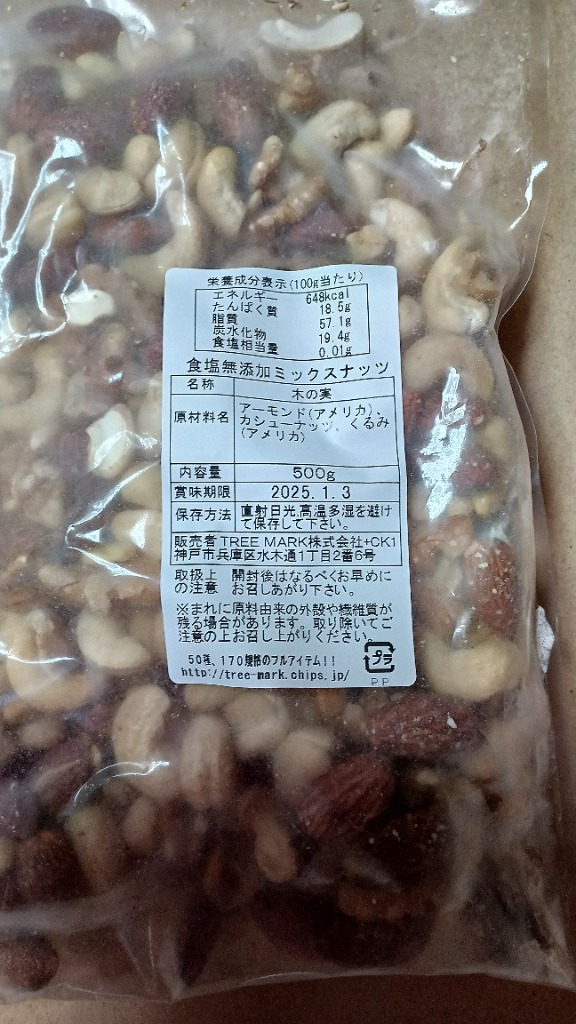 栄養成分表示(100g当たり)
エネルギー 648kcal
たんぱく質 18.5g
脂質 57.1g
炭水化物 19.4g
食塩相当量 0.01g
食塩無添加ミックスナッツ
名称 木の実
原材料名 アーモンド(アメリカ)、
カシューナッツ、くるみ
(アメリカ)
内容量 500g
賞味期限 2025.1.3
保存方法 直射日光,高温多湿を避け
て保存して下さい。
販売者 TREE MARK株式会社+CK1
神戸市兵庫区水木通1丁目2番6号
取扱上 開封後はなるべくお早めに
の注意 お召しあがり下さい。
※まれに原料由来の外殻や繊維質が
残る場合があります。取り除いてご
注意の上お召し上がりください。
50種、170規格のフルアイテム!!
http://tree-mark.chips.jp/
プラ
PP